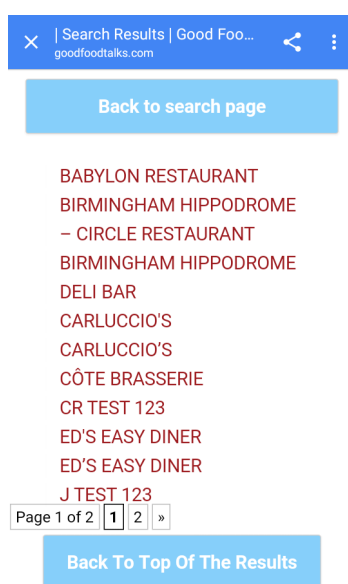 | Search Results | Good Foo...
goodfoodtalks.com
Back to search page
BABYLON RESTAURANT
BIRMINGHAM HIPPODROME
– CIRCLE RESTAURANT
BIRMINGHAM HIPPODROME
DELI BAR
CARLUCCIO'S
CARLUCCIO’S
CÔTE BRASSERIE
CR TEST 123
ED'S EASY DINER
ED’S EASY DINER
J TEST 123
Page 1 of 2 1 2 »
Back To Top Of The Results